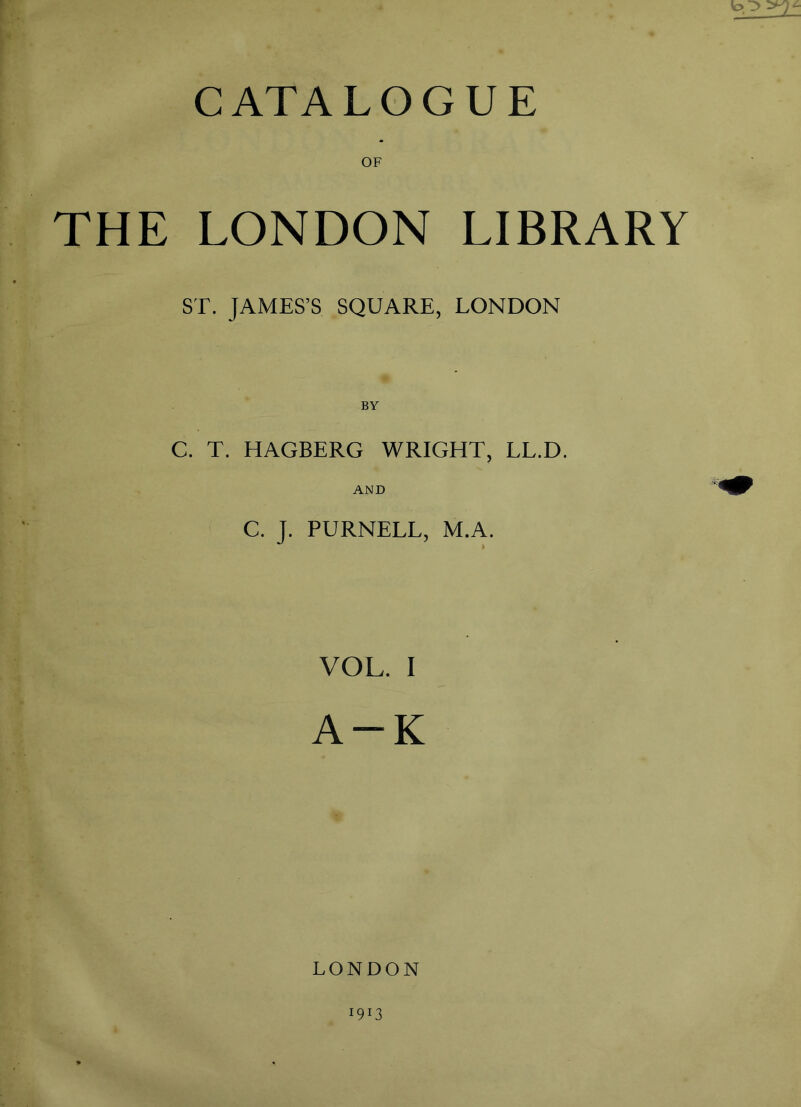 CATALOGUE
OF
THE LONDON LIBRARY
ST. JAMES'S SQUARE, LONDON
BY
C. T. HAGBERG WRIGHT, LL.D.
AND
C. J. PURNELL, M.A.
VOL. I
A—K
LONDON
1913